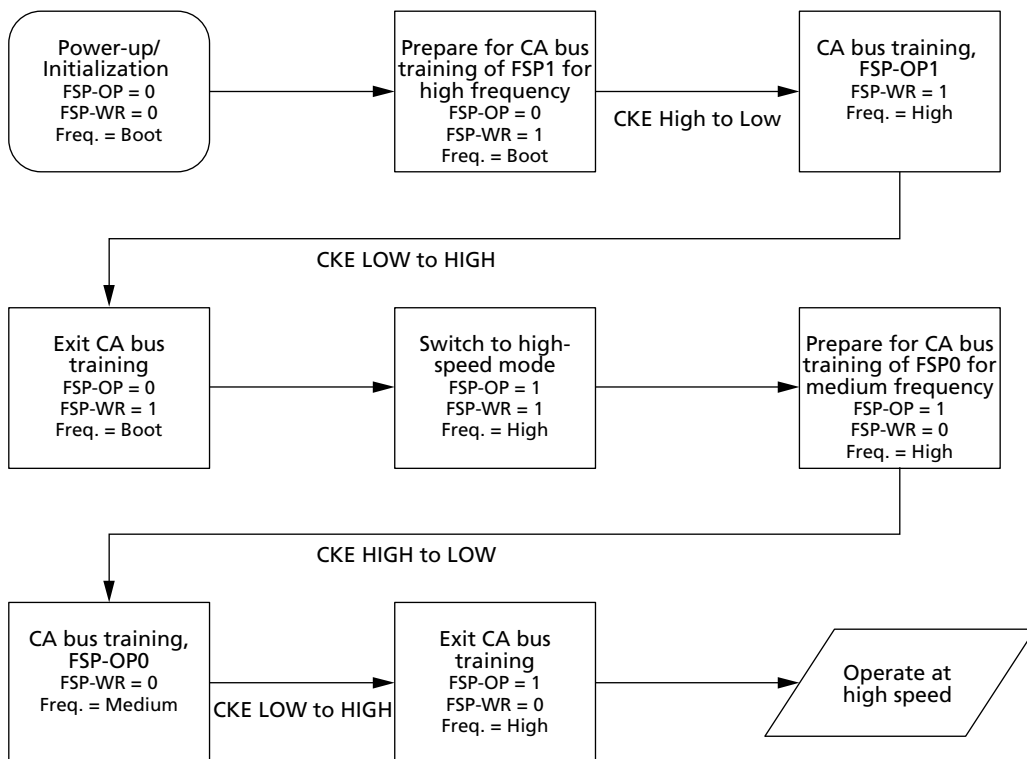 Power-up/
Initialization
FSP-OP = 0
FSP-WR = 0
Freq. = Boot
Prepare for CA bus
training of FSP1 for
high frequency
FSP-OP = 0
FSP-WR = 1
Freq. = Boot
CKE High to Low
CA bus training,
FSP-OP1
FSP-WR = 1
Freq. = High
CKE LOW to HIGH
Exit CA bus
training
FSP-OP = 0
FSP-WR = 1
Freq. = Boot
Switch to high-
speed mode
FSP-OP = 1
FSP-WR = 1
Freq. = High
Prepare for CA bus
training of FSP0 for
medium frequency
FSP-OP = 1
FSP-WR = 0
Freq. = High
CKE HIGH to LOW
CA bus training,
FSP-OP0
FSP-WR = 0
Freq. = Medium
CKE LOW to HIGH
Exit CA bus
training
FSP-OP = 1
FSP-WR = 0
Freq. = High
Operate at
high speed